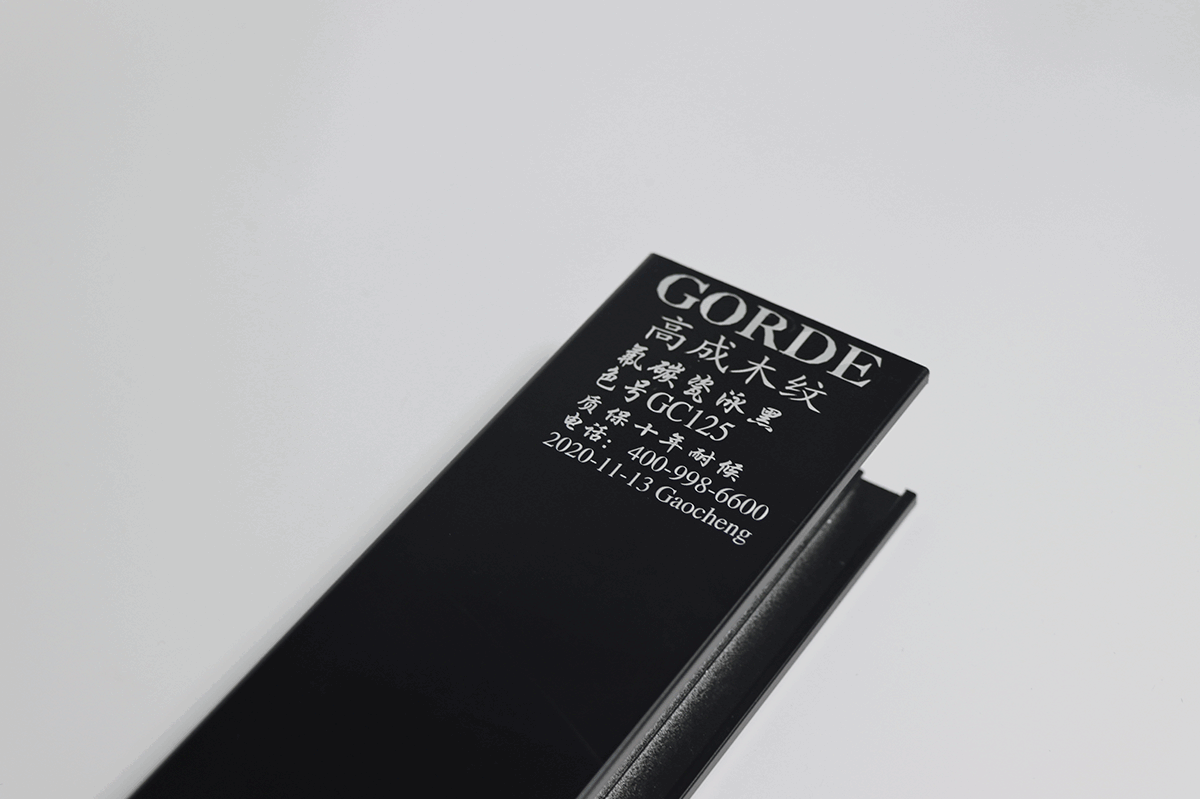 GORDE
高成木纹
氟碳瓷泳黑
色号GC125
质保十年耐候
电话：400-998-6600
2020-11-13 Gaocheng